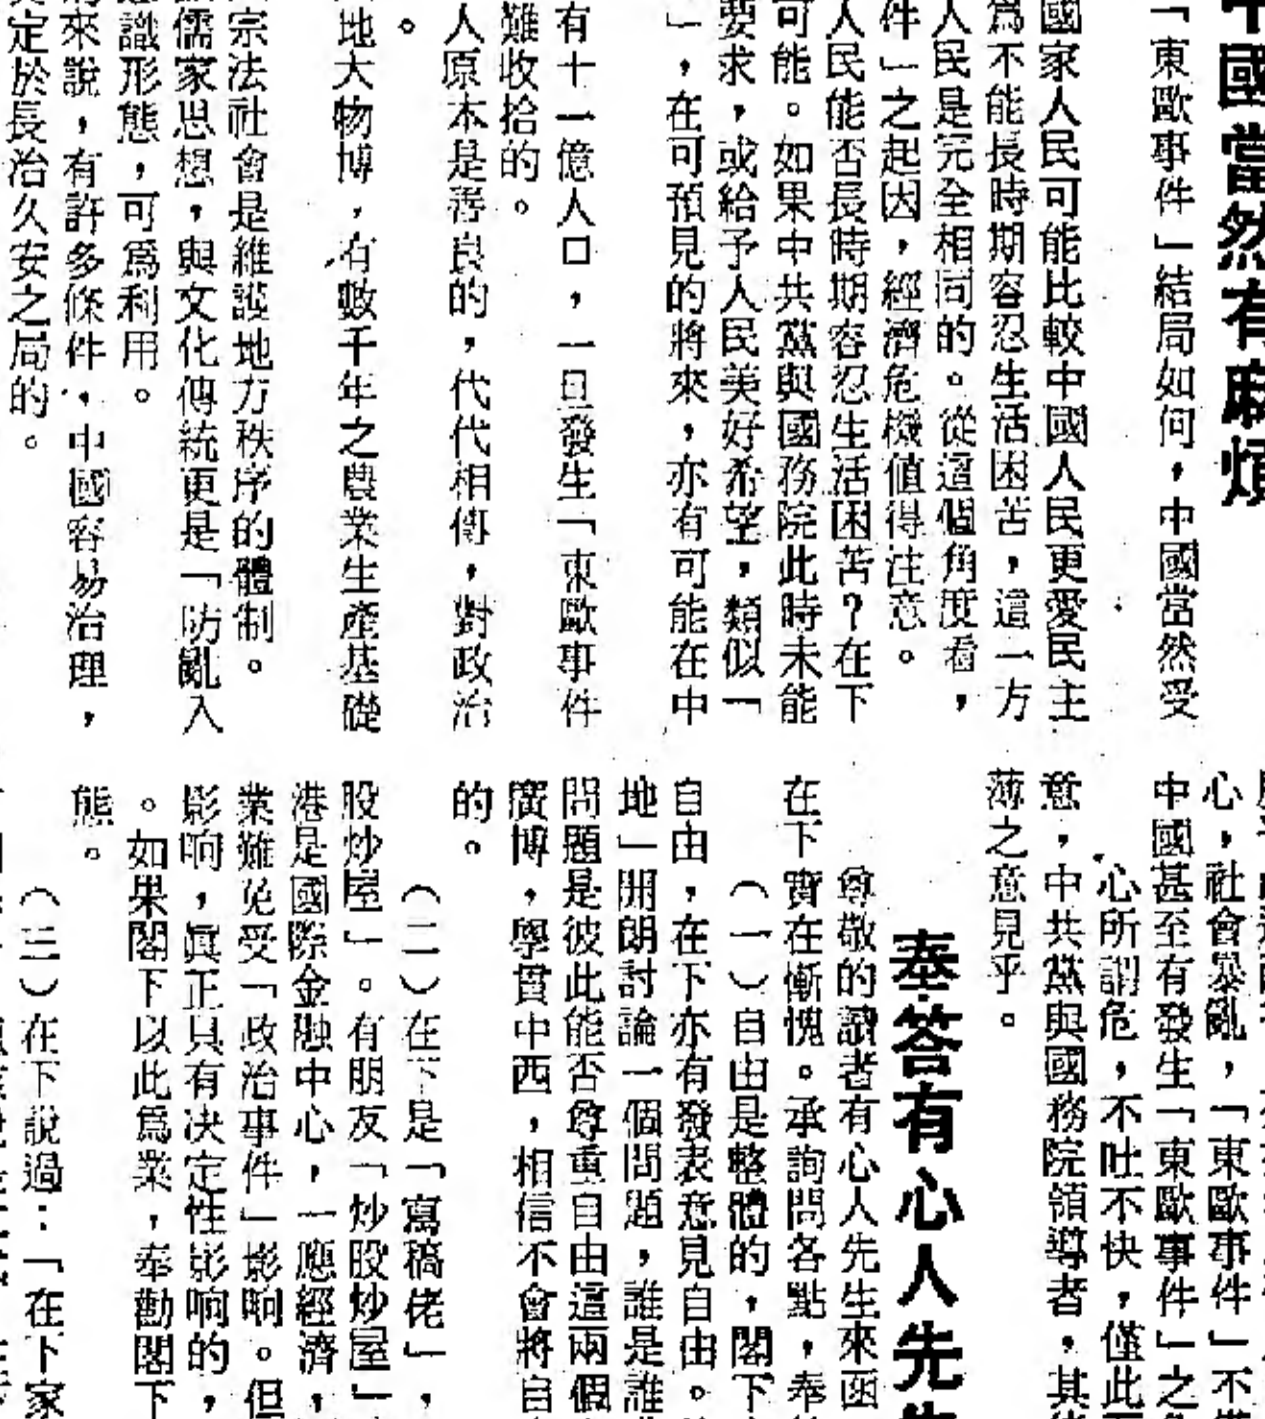 中國當然有麻煩
「東歐事件」結局如何，中國當然受
國家人民可能比較中國人民更愛民主
爲不能長時期容忍生活困苦，這一方
人民是完全相同的。從這個角度看，
件」之起因，經濟危機值得注意。
人民能否長時期容忍生活困苦？在下
可能。如果中共黨與國務院此時未能
要求，或給予人民美好希望，類似「
」，在可預見的將來，亦有可能在中
有十一億人口，一旦發生「東歐事件
難收拾的。
人原本是善良的，代代相傳，對政治
。
地大物博，有數千年之農業生產基礎
宗法社會是維護地方秩序的體制。
儒家思想，與文化傳統更是「防亂入
識形態，可爲利用。
來說，有許多條件，中國容易治理，
定於長治久安之局的。
心，社會暴亂，「東歐事件」不
中國甚至有發生「東歐事件」之
心所謂危，不吐不快，僅此
意，中共黨與國務院領導者，其
薄之意見乎。
奉答有心人先生
尊敬的讀者有心人先生來函
在下實在慚愧。承詢問各點，奉
（一）自由是整體的，閣下
自由，在下亦有發表意見自由。
地」開朗討論一個問題，誰是誰
問題是彼此能否尊重自由這兩個
廣博，學貫中西，相信不會將自
的。
（二）在下是「寫稿佬」，
股炒屋」。有朋友「炒股炒屋」
港是國際金融中心，一應經濟，
業難免受「政治事件」影响。但
影响，眞正具有决定性影响的，
。如果閣下以此爲業，奉勸閣下
態。
（三）在下說過：「在下家